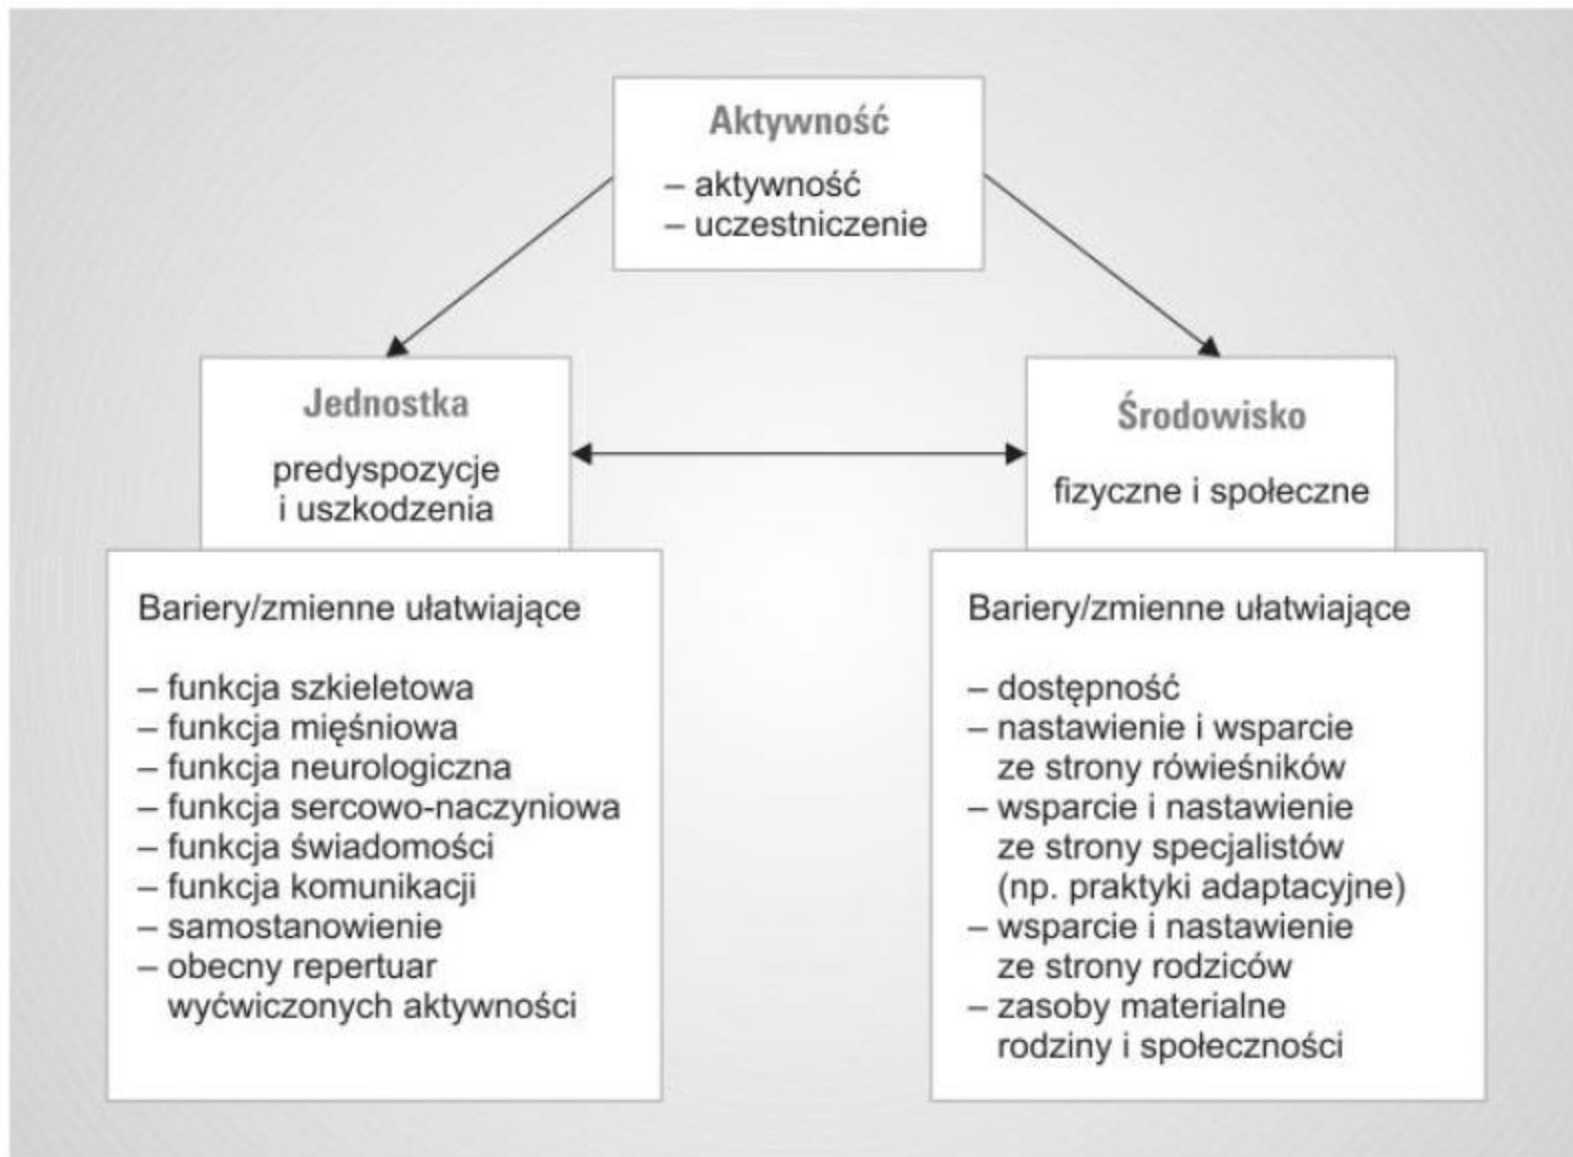 Aktywność
– aktywność
– uczestniczenie
Jednostka
predyspozycje
i uszkodzenia
Bariery/zmienne ułatwiające
– funkcja szkieletowa
– funkcja mięśniowa
– funkcja neurologiczna
– funkcja sercowo-naczyniowa
– funkcja świadomości
– funkcja komunikacji
– samostanowienie
– obecny repertuar
wyćwiczonych aktywności
Środowisko
fizyczne i społeczne
Bariery/zmienne ułatwiające
– dostępność
– nastawienie i wsparcie
ze strony rówieśników
– wsparcie i nastawienie
ze strony specjalistów
(np. praktyki adaptacyjne)
– wsparcie i nastawienie
ze strony rodziców
– zasoby materialne
rodziny i społeczności